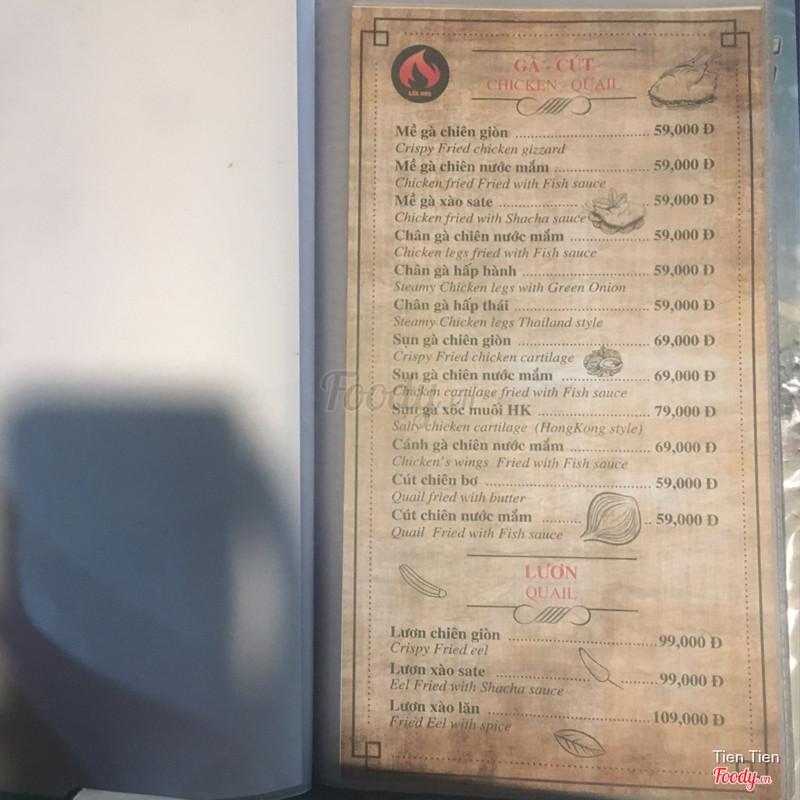 LỬA BBQ
GÀ - CÚT
CHICKEN - QUAIL
Mề gà chiên giòn 59,000 Đ
Crispy Fried chicken gizzard
Mề gà chiên nước mắm 59,000 Đ
Chicken fried Fried with Fish sauce
Mề gà xào sate 59,000 Đ
Chicken fried with Shacha sauce
Chân gà chiên nước mắm 59,000 Đ
Chicken legs fried with Fish sauce
Chân gà hấp hành 59,000 Đ
Steamy Chicken legs with Green Onion
Chân gà hấp thái 59,000 Đ
Steamy Chicken legs Thailand style
Sụn gà chiên giòn 69,000 Đ
Crispy Fried chicken cartilage
Sụn gà chiên nước mắm 69,000 Đ
Chicken cartilage fried with Fish sauce
Foody.vn
Sụn gà xốc muối HK 79,000 Đ
Salty chicken cartilage (HongKong style)
Cánh gà chiên nước mắm 69,000 Đ
Chicken's wings Fried with Fish sauce
Cút chiên bơ 59,000 Đ
Quail fried with butter
Cút chiên nước mắm 59,000 Đ
Quail Fried with Fish sauce
LƯƠN
QUAIL
Lươn chiên giòn 99,000 Đ
Crispy Fried eel
Lươn xào sate 99,000 Đ
Eel Fried with Shacha sauce
Lươn xào lăn 109,000 Đ
Fried Eel with spice
Tien Tien
Foody.vn